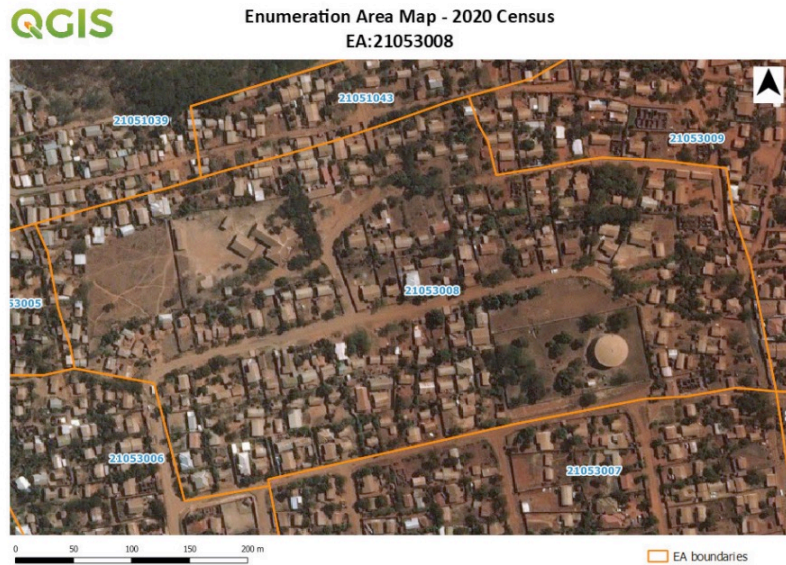 QGIS
Enumeration Area Map - 2020 Census
EA:21053008
21051043
21051039
21053009
53005
21053008
21053006
21053007
0 50 100 150 200 m
EA boundaries